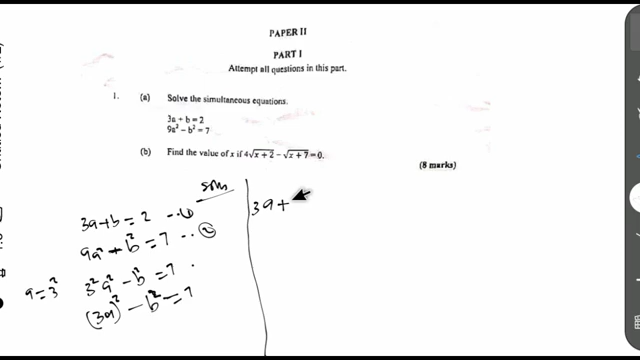 PAPER II
PART I
Attempt all questions in this part.
1. (a) Solve the simultaneous equations.
3a + b = 2
9a² − b² = 7
(b) Find the value of x if 4√x + 2 − √x + 7 = 0.
(8 marks)
soln
3a+b = 2 --- ①
9a² - b² = 7 --- ②
9 = 3² 3²a² - b² = 7
(3a)² - b² = 7
3a +